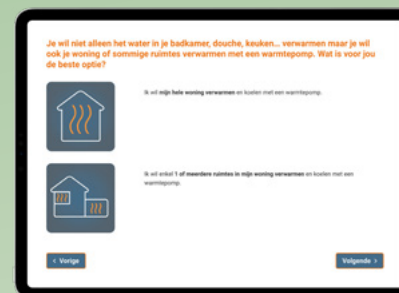 Je wil niet alleen het water in je badkamer, douche, keuken... verwarmen maar je wil
ook je woning of sommige ruimtes verwarmen met een warmtepomp. Wat is voor jou
de beste optie?
Ik wil mijn hele woning verwarmen en koelen met een warmtepomp.
Ik wil enkel 1 of meerdere ruimtes in mijn woning verwarmen en koelen met een
warmtepomp.
< Vorige
Volgende >